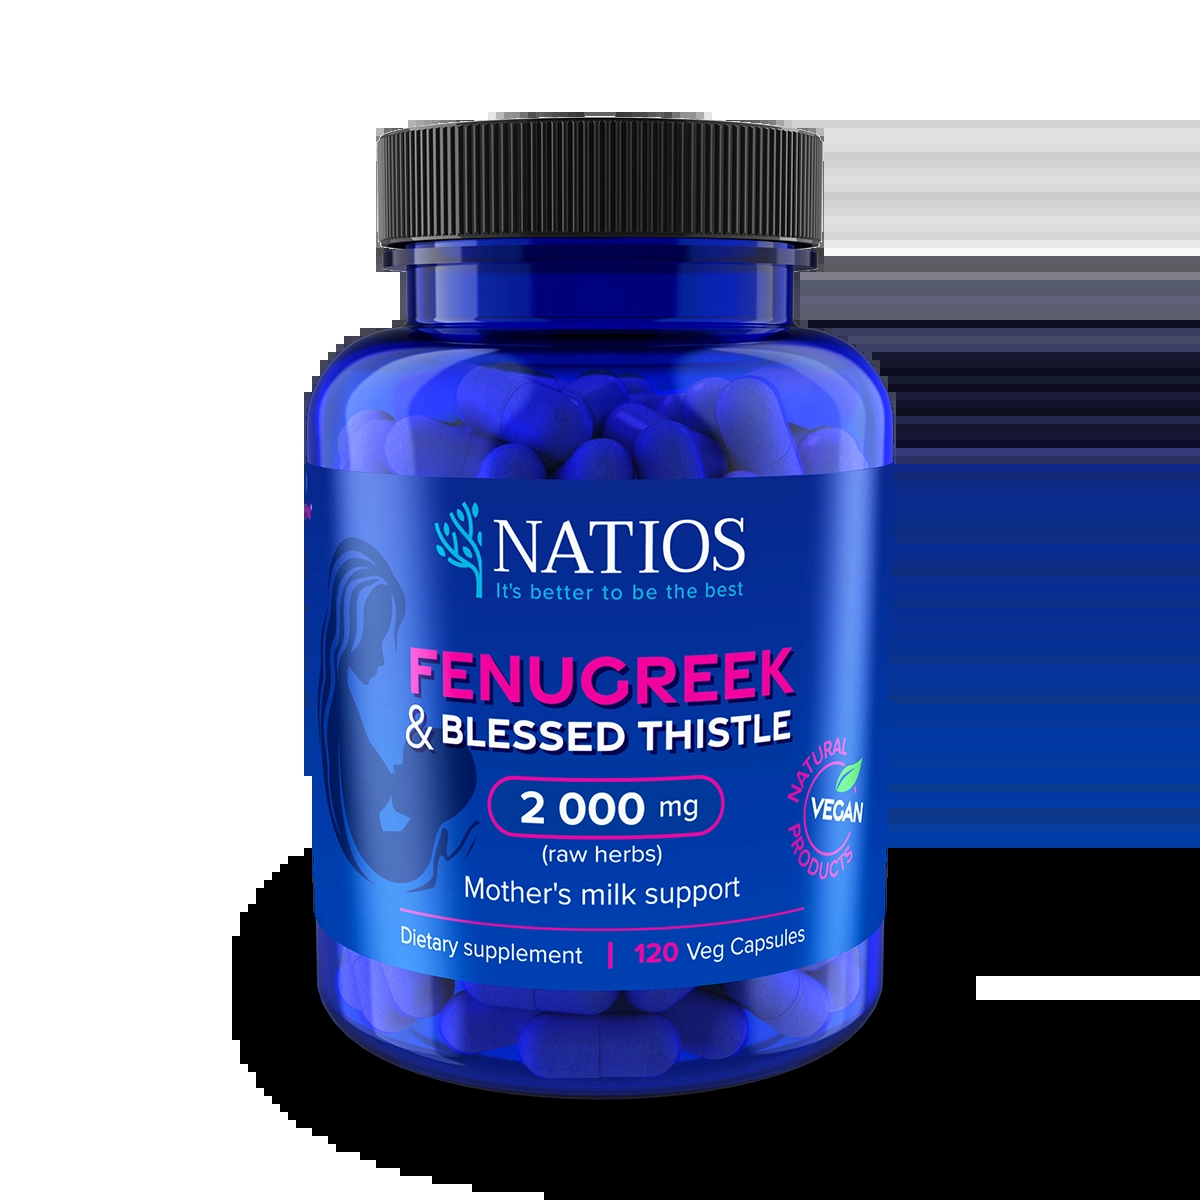 NATIOS
It's better to be the best
FENUGREEK
& BLESSED THISTLE
2 000 mg
(raw herbs)
Mother's milk support
Dietary supplement | 120 Veg Capsules
NATURAL
VEGAN
PRODUCTS